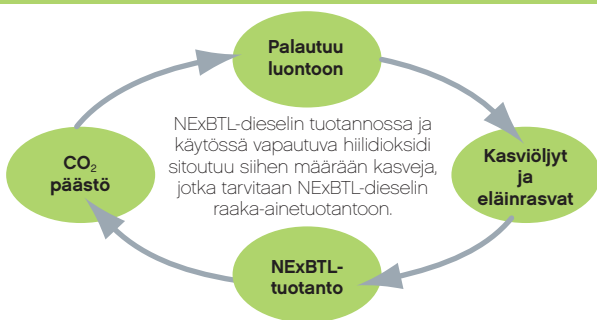 Palautuu
luontoon
NExBTL-dieselin tuotannossa ja
käytössä vapautuva hiilidioksidi
sitoutuu siihen määrään kasveja,
jotka tarvitaan NExBTL-dieselin
raaka-ainetuotantoon.
CO₂
päästö
Kasviöljyt
ja
eläinrasvat
NExBTL-
tuotanto